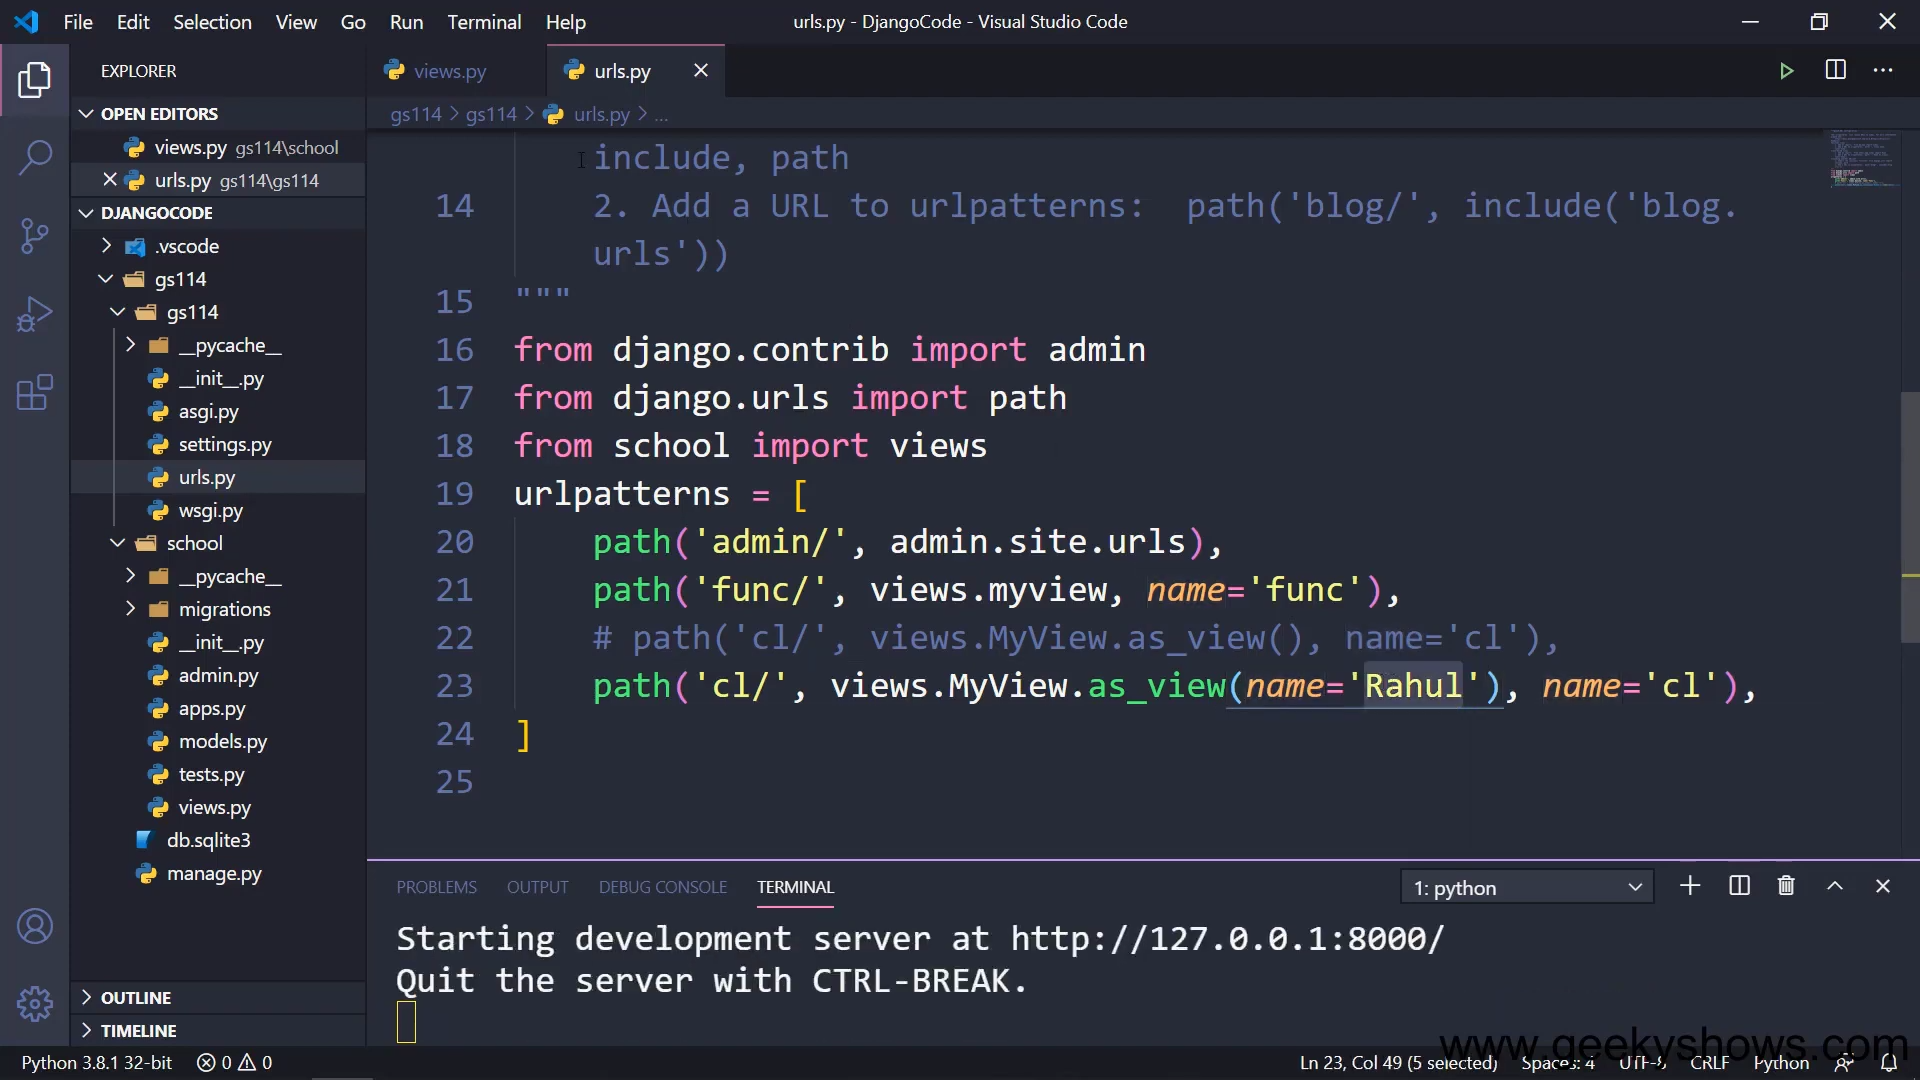 File Edit Selection View Go Run Terminal Help
urls.py - DjangoCode - Visual Studio Code
EXPLORER
OPEN EDITORS
views.py gs114\school
urls.py gs114\gs114
DJANGOCODE
.vscode
gs114
gs114
__pycache__
__init__.py
asgi.py
settings.py
urls.py
wsgi.py
school
__pycache__
migrations
__init__.py
admin.py
apps.py
models.py
tests.py
views.py
db.sqlite3
manage.py
OUTLINE
TIMELINE
views.py urls.py
gs114 > gs114 > urls.py > ...
include, path
14 2. Add a URL to urlpatterns:  path('blog/', include('blog.
urls'))
15 """
16 from django.contrib import admin
17 from django.urls import path
18 from school import views
19 urlpatterns = [
20 path('admin/', admin.site.urls),
21 path('func/', views.myview, name='func'),
22 # path('cl/', views.MyView.as_view(), name='cl'),
23 path('cl/', views.MyView.as_view(name='Rahul'), name='cl'),
24 ]
25
PROBLEMS OUTPUT DEBUG CONSOLE TERMINAL
1: python
Starting development server at http://127.0.0.1:8000/
Quit the server with CTRL-BREAK.
www.geekyshows.com
Python 3.8.1 32-bit 0 0
Ln 23, Col 49 (5 selected) Spaces: 4 UTF-8 CRLF Python